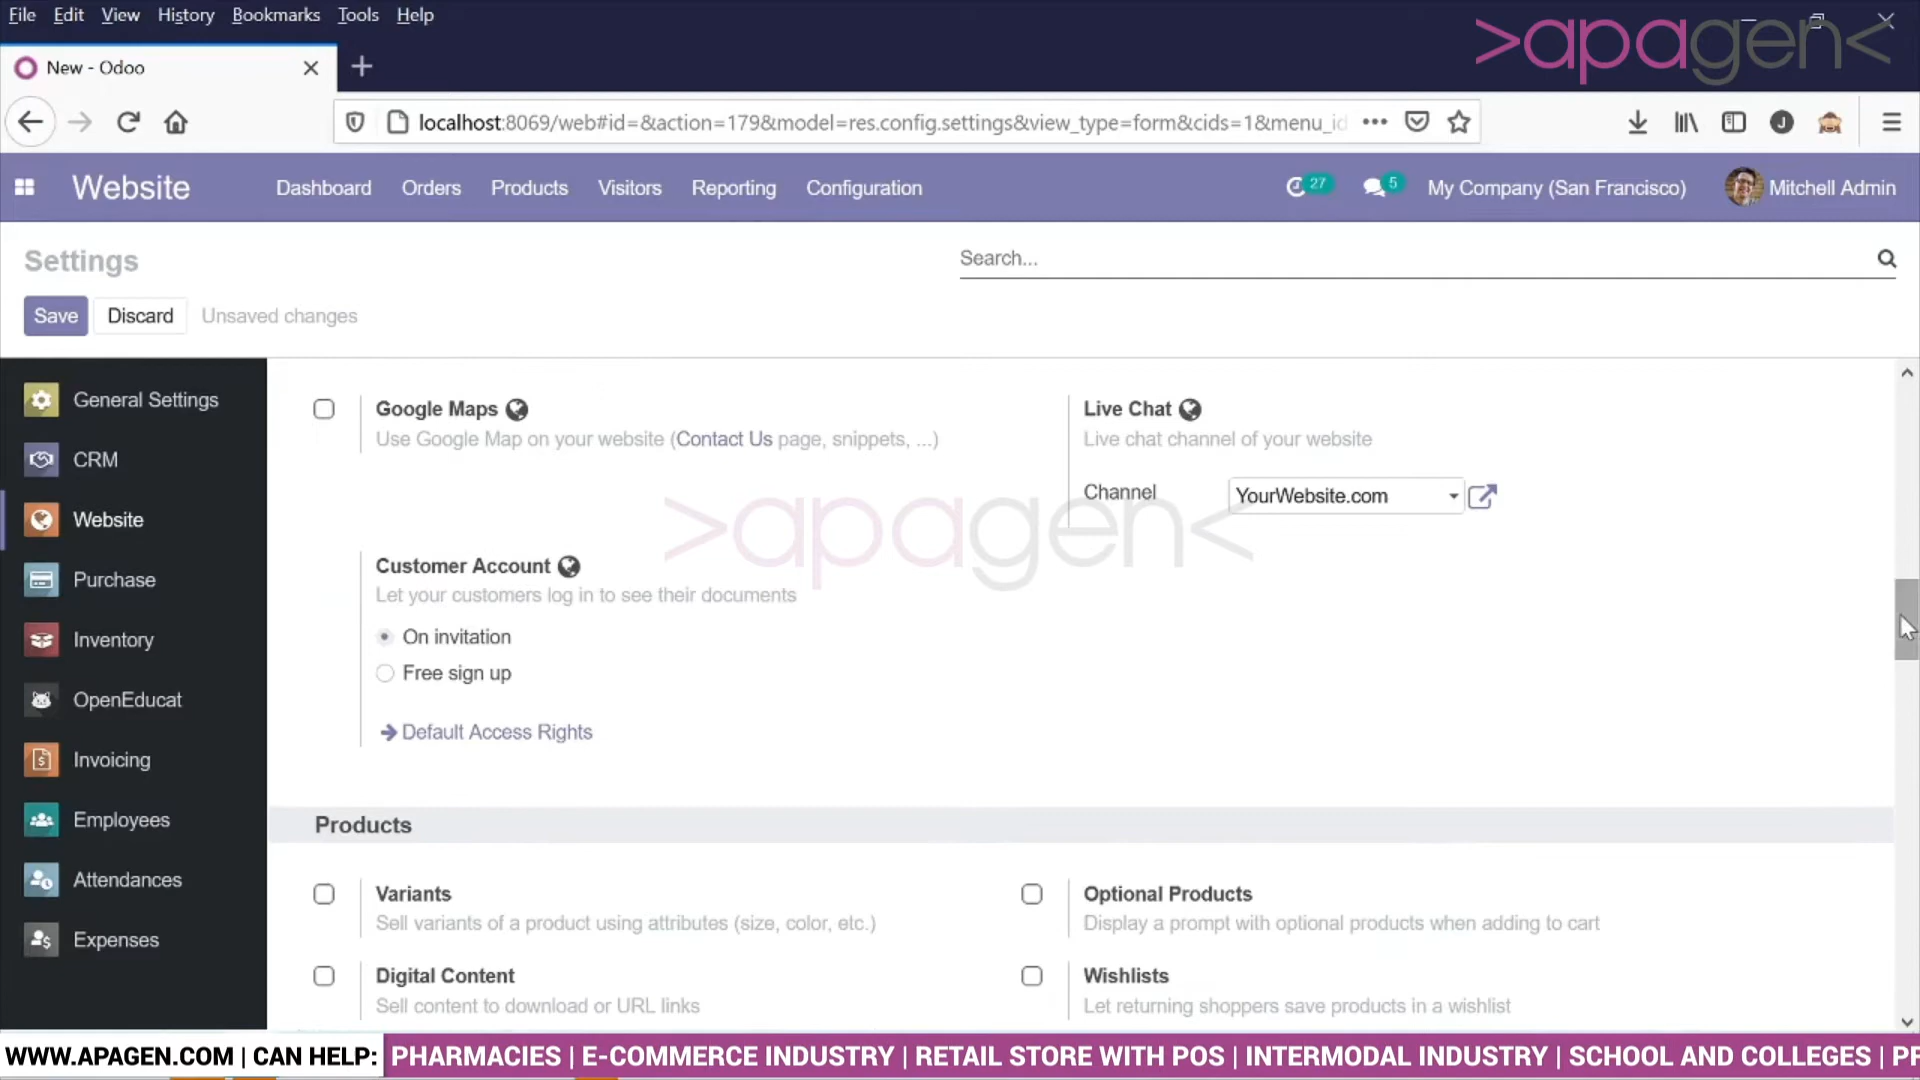 File Edit View History Bookmarks Tools Help
>apagen<
New - Odoo
localhost:8069/web#id=&action=179&model=res.config.settings&view_type=form&cids=1&menu_id
J
Website Dashboard Orders Products Visitors Reporting Configuration 27 5 My Company (San Francisco) Mitchell Admin
Settings
Search...
Save Discard Unsaved changes
General Settings
CRM
Website
Purchase
Inventory
OpenEducat
Invoicing
Employees
Attendances
Expenses
Google Maps
Use Google Map on your website (Contact Us page, snippets, ...)
Live Chat
Live chat channel of your website
Channel YourWebsite.com
>apagen<
Customer Account
Let your customers log in to see their documents
On invitation
Free sign up
Default Access Rights
Products
Variants
Sell variants of a product using attributes (size, color, etc.)
Optional Products
Display a prompt with optional products when adding to cart
Digital Content
Sell content to download or URL links
Wishlists
Let returning shoppers save products in a wishlist
WWW.APAGEN.COM | CAN HELP: PHARMACIES | E-COMMERCE INDUSTRY | RETAIL STORE WITH POS | INTERMODAL INDUSTRY | SCHOOL AND COLLEGES |